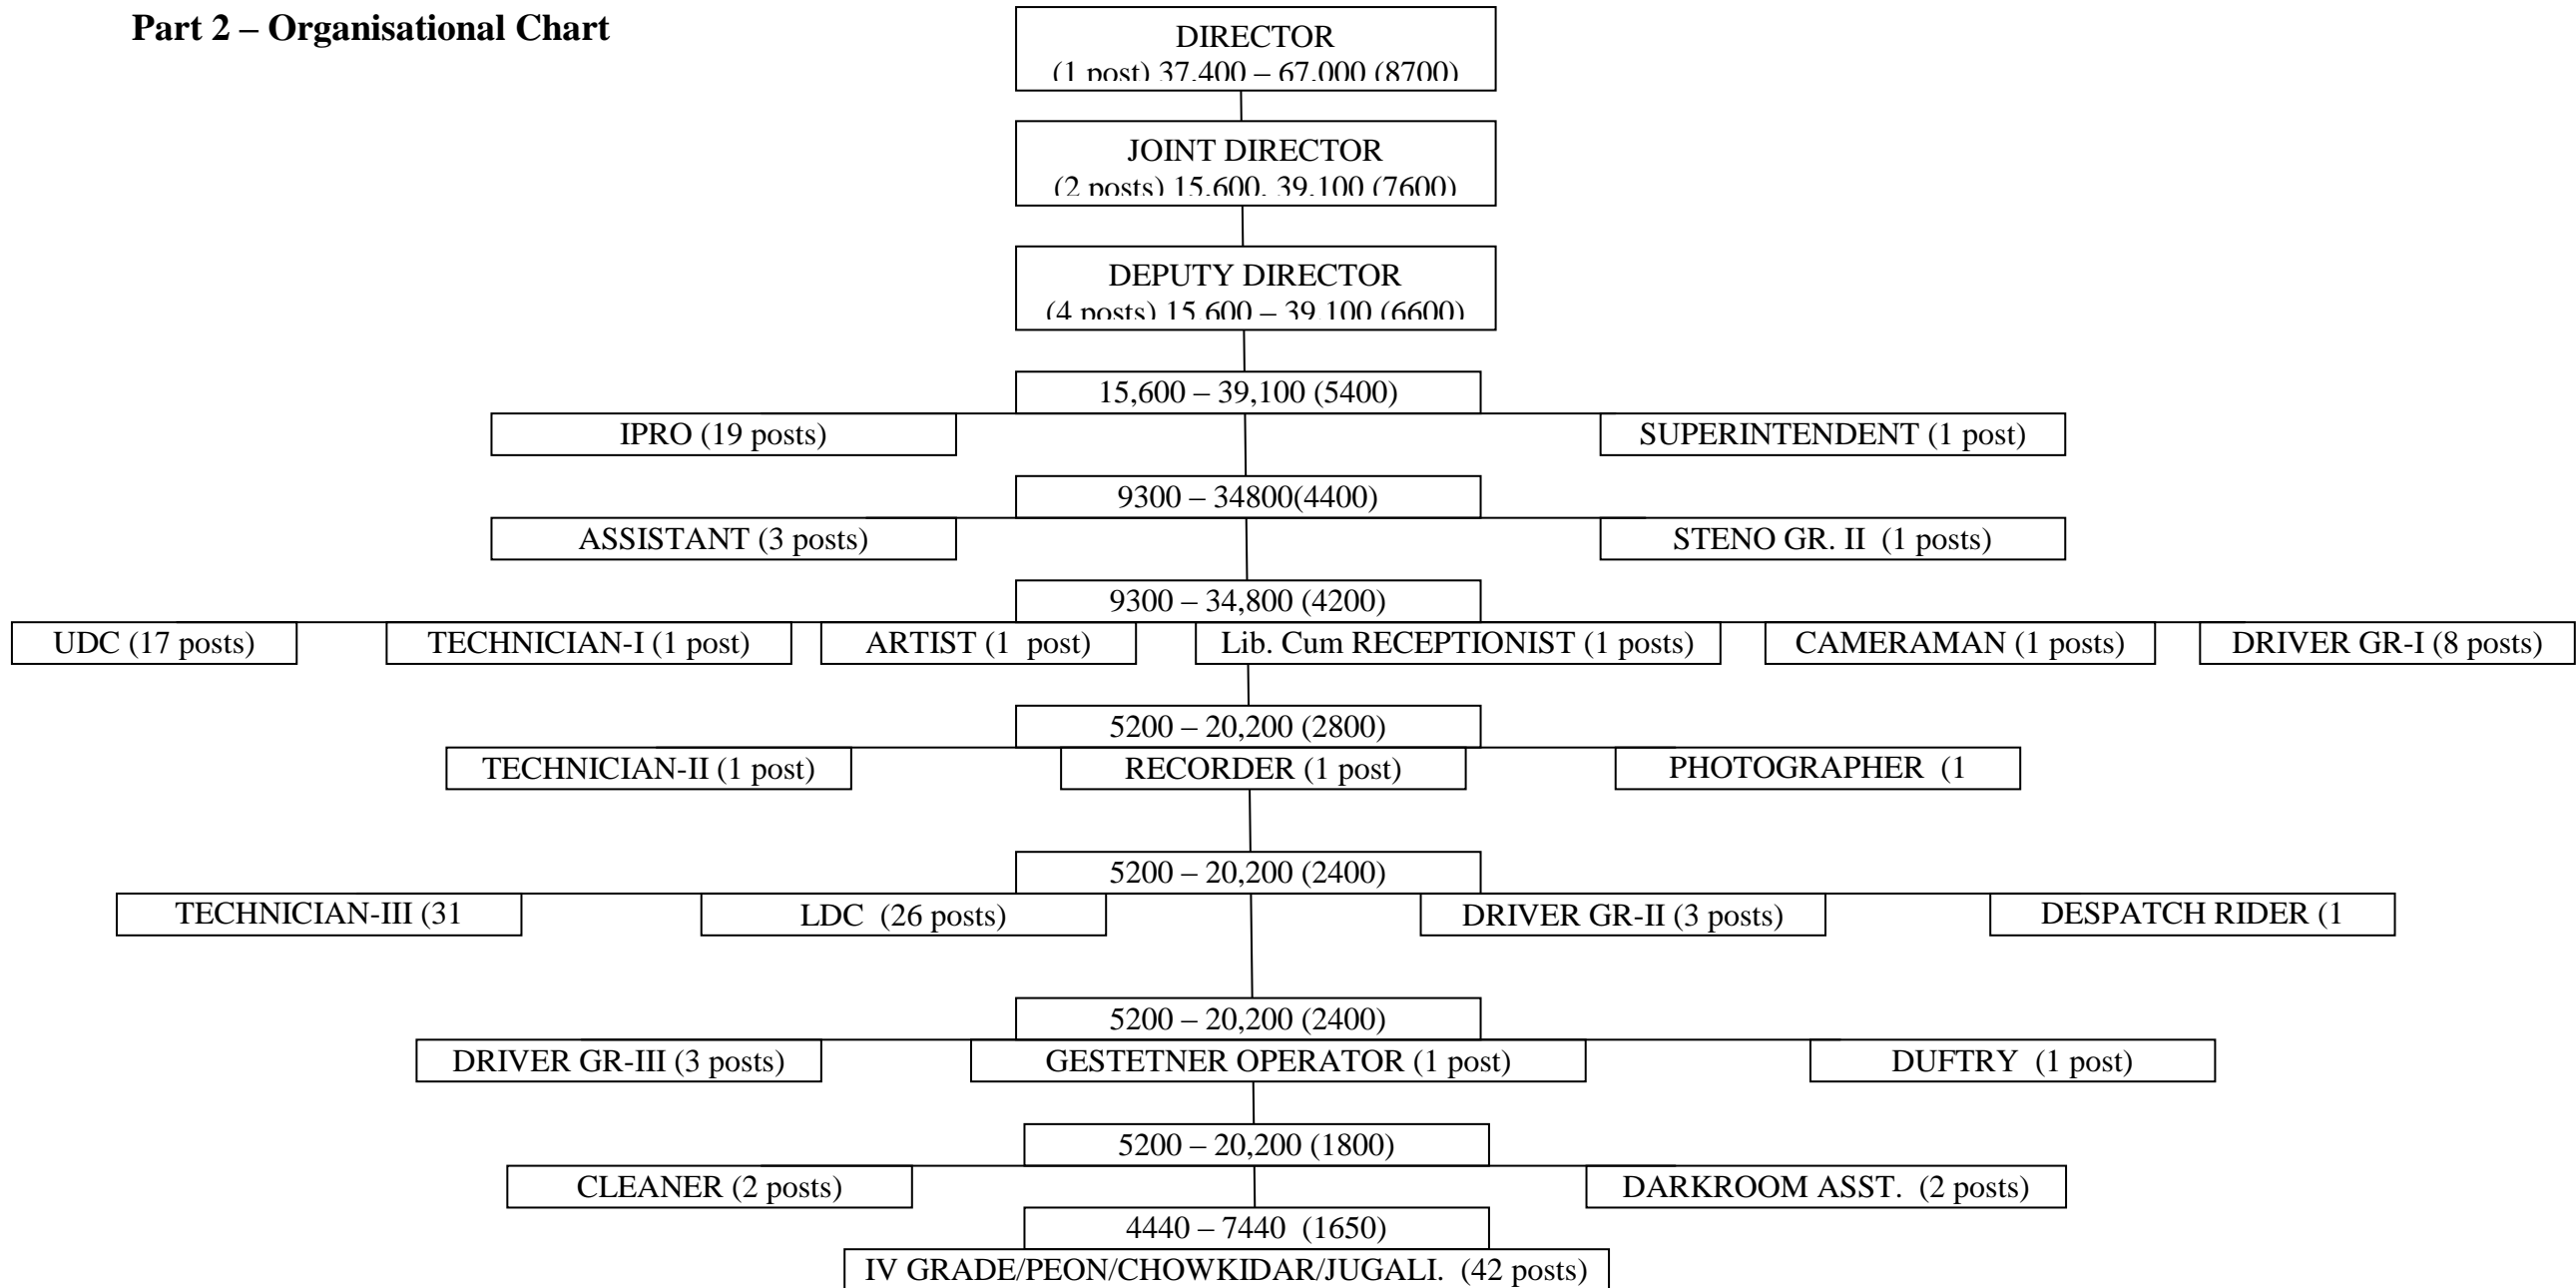 Part 2 – Organisational Chart
DIRECTOR
(1 post) 37,400 – 67,000 (8700)
JOINT DIRECTOR
(2 posts) 15,600, 39,100 (7600)
DEPUTY DIRECTOR
(4 posts) 15,600 – 39,100 (6600)
15,600 – 39,100 (5400)
IPRO (19 posts)
SUPERINTENDENT (1 post)
9300 – 34800(4400)
ASSISTANT (3 posts)
STENO GR. II (1 posts)
9300 – 34,800 (4200)
UDC (17 posts)
TECHNICIAN-I (1 post)
ARTIST (1 post)
Lib. Cum RECEPTIONIST (1 posts)
CAMERAMAN (1 posts)
DRIVER GR-I (8 posts)
5200 – 20,200 (2800)
TECHNICIAN-II (1 post)
RECORDER (1 post)
PHOTOGRAPHER (1
5200 – 20,200 (2400)
TECHNICIAN-III (31
LDC (26 posts)
DRIVER GR-II (3 posts)
DESPATCH RIDER (1
5200 – 20,200 (2400)
DRIVER GR-III (3 posts)
GESTETNER OPERATOR (1 post)
DUFTRY (1 post)
5200 – 20,200 (1800)
CLEANER (2 posts)
DARKROOM ASST. (2 posts)
4440 – 7440 (1650)
IV GRADE/PEON/CHOWKIDAR/JUGALI. (42 posts)